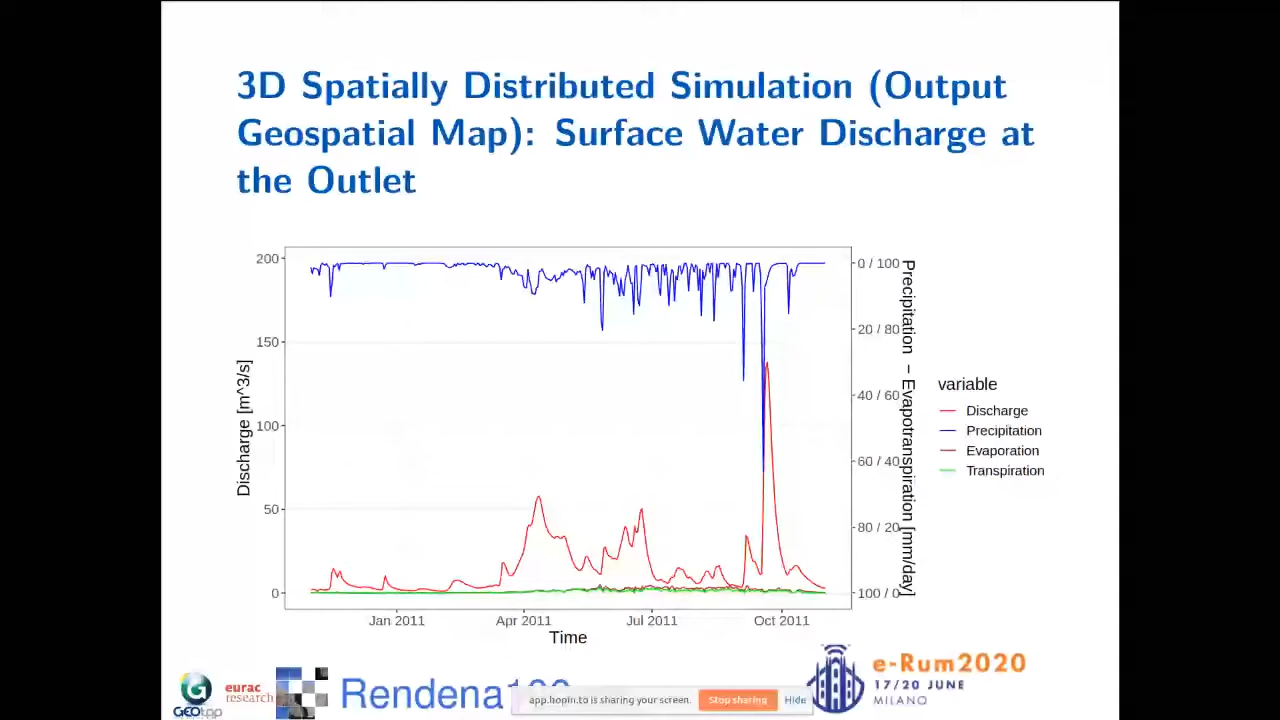 3D Spatially Distributed Simulation (Output
Geospatial Map): Surface Water Discharge at
the Outlet
200
150
100
50
0
Discharge [m^3/s]
0 / 100
20 / 80
40 / 60
60 / 40
80 / 20
100 / 0
Precipitation – Evapotranspiration [mm/day]
Jan 2011
Apr 2011
Jul 2011
Oct 2011
Time
variable
Discharge
Precipitation
Evaporation
Transpiration
GEOtop
eurac
research
Rendena100
app.hopin.to is sharing your screen.
Stop sharing
Hide
e-Rum2020
17/20 JUNE
MILANO